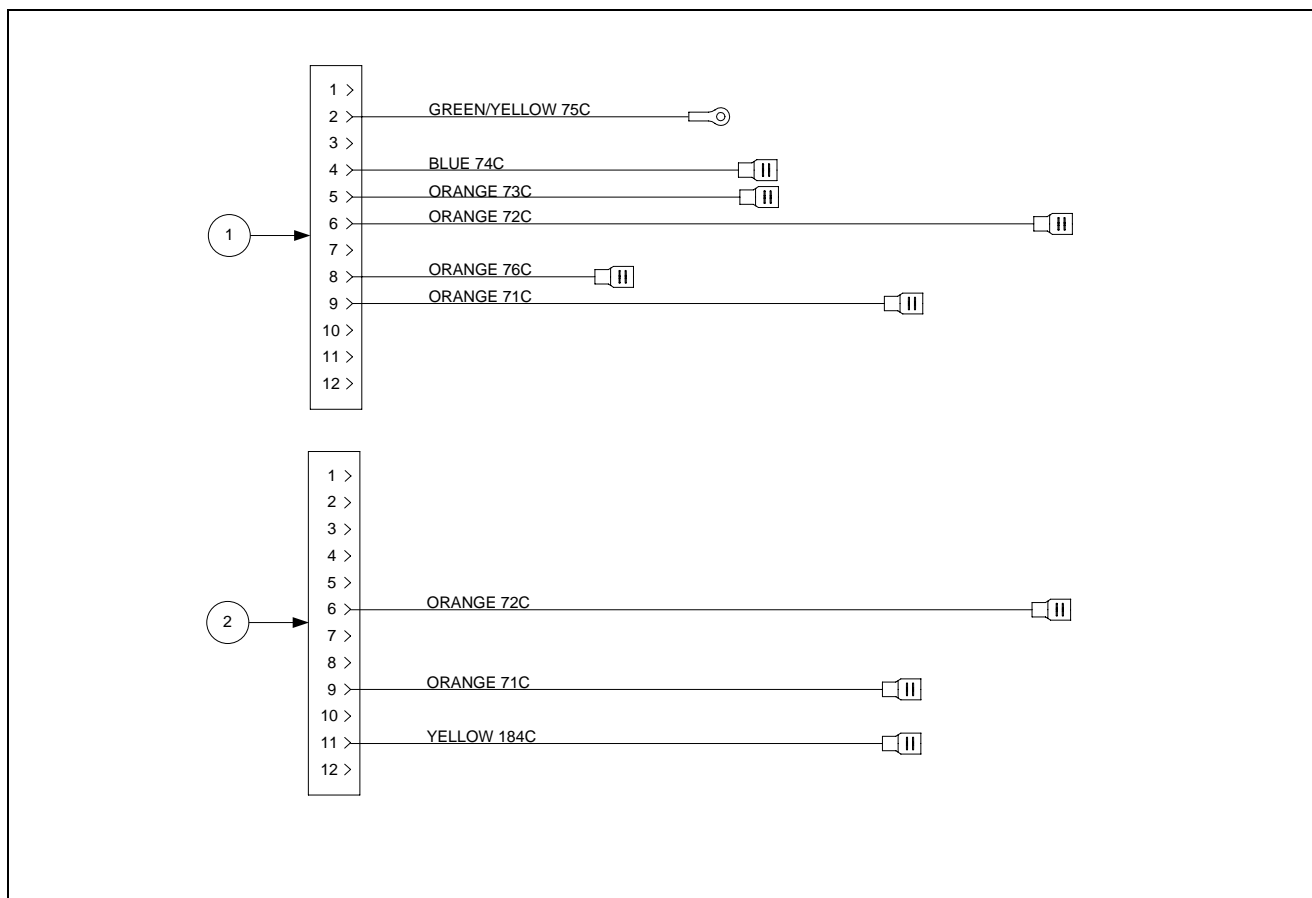 1 >
2 > GREEN/YELLOW 75C
3 >
4 > BLUE 74C
5 > ORANGE 73C
6 > ORANGE 72C
1
7 >
8 > ORANGE 76C
9 > ORANGE 71C
10 >
11 >
12 >
1 >
2 >
3 >
4 >
5 >
6 > ORANGE 72C
2
7 >
8 >
9 > ORANGE 71C
10 >
11 > YELLOW 184C
12 >